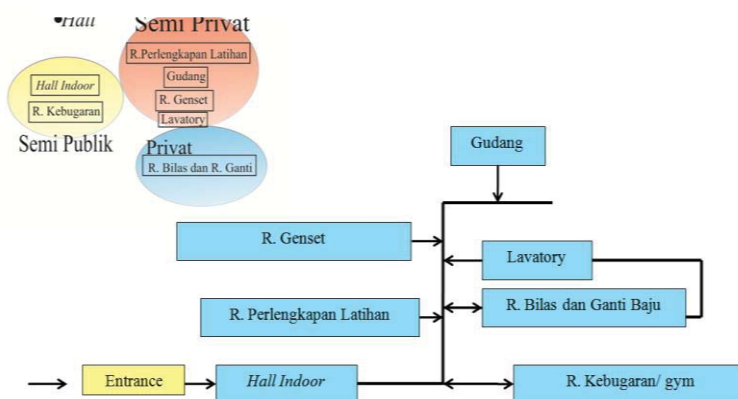 •Hall
Semi Privat
R.Perlengkapan Latihan
Gudang
R. Genset
Lavatory
Hall Indoor
R. Kebugaran
Semi Publik
Privat
R. Bilas dan R. Ganti
Gudang
R. Genset
Lavatory
R. Perlengkapan Latihan
R. Bilas dan Ganti Baju
Entrance
Hall Indoor
R. Kebugaran/ gym